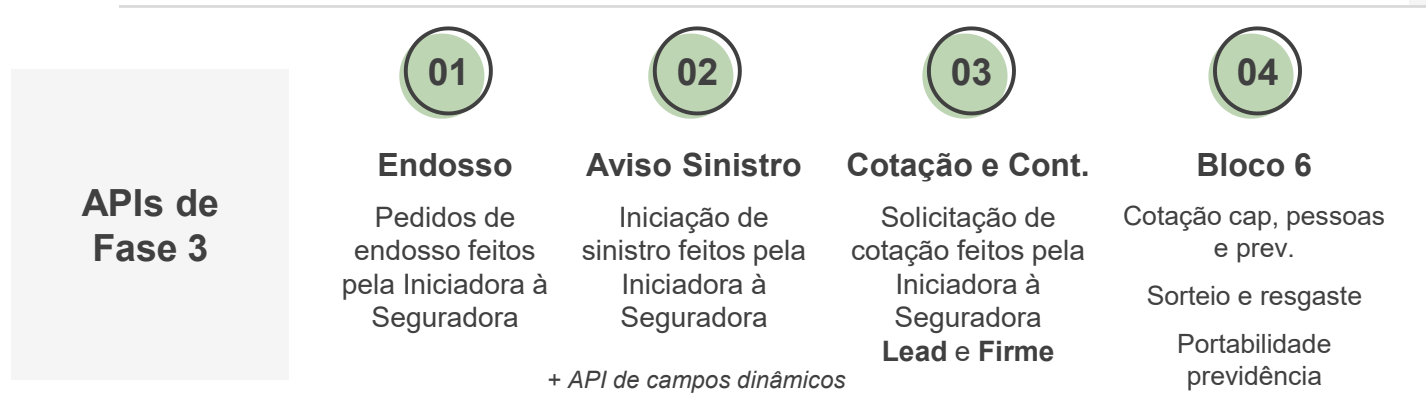 APIs de
Fase 3
01
Endosso
Pedidos de
endosso feitos
pela Iniciadora à
Seguradora
02
Aviso Sinistro
Iniciação de
sinistro feitos pela
Iniciadora à
Seguradora
+ API de campos dinâmicos
03
Cotação e Cont.
Solicitação de
cotação feitos pela
Iniciadora à
Seguradora
Lead e Firme
04
Bloco 6
Cotação cap, pessoas
e prev.
Sorteio e resgaste
Portabilidade
previdência